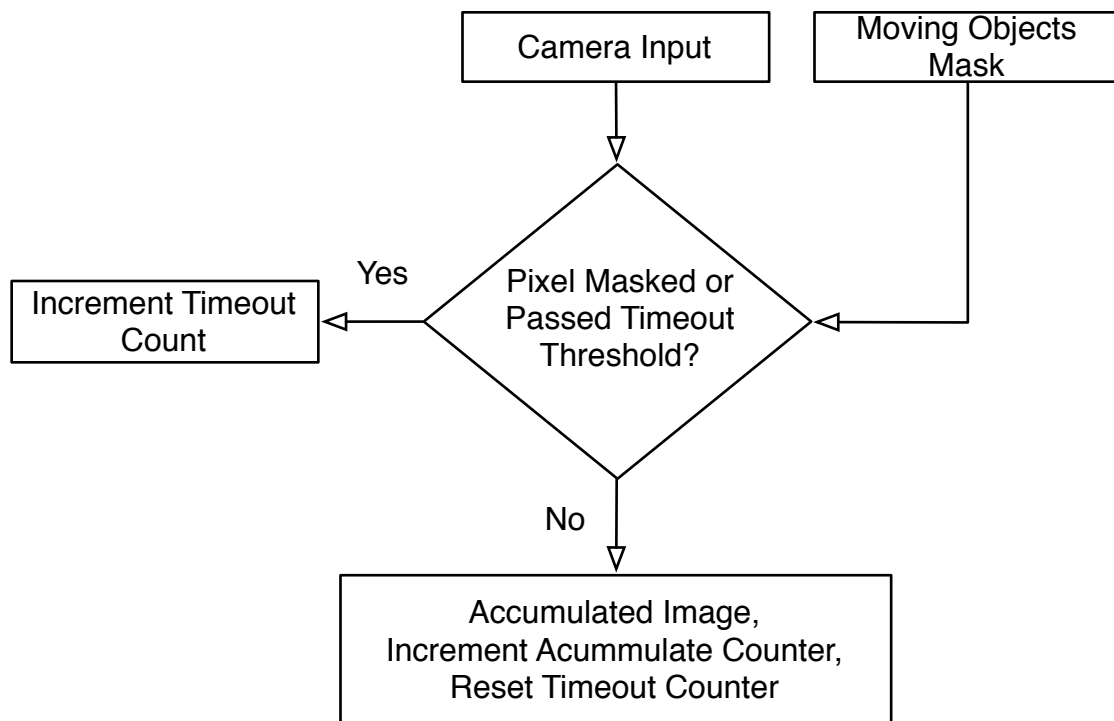 Camera Input
Moving Objects
Mask
Yes
Pixel Masked or
Passed Timeout
Threshold?
Increment Timeout
Count
No
Accumulated Image,
Increment Acummulate Counter,
Reset Timeout Counter